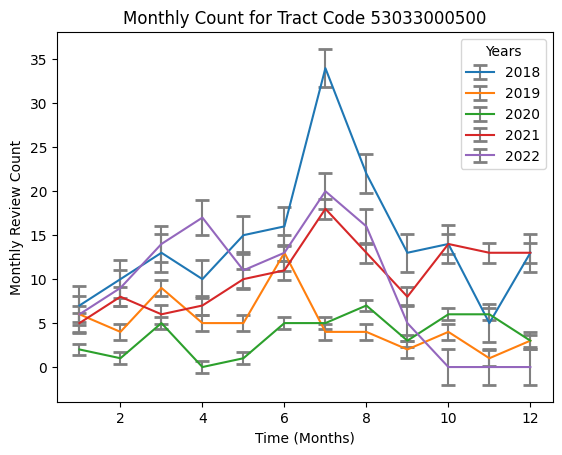 Monthly Count for Tract Code 53033000500
Years
2018
2019
2020
2021
2022
Monthly Review Count
35
30
25
20
15
10
5
0
2 4 6 8 10 12
Time (Months)